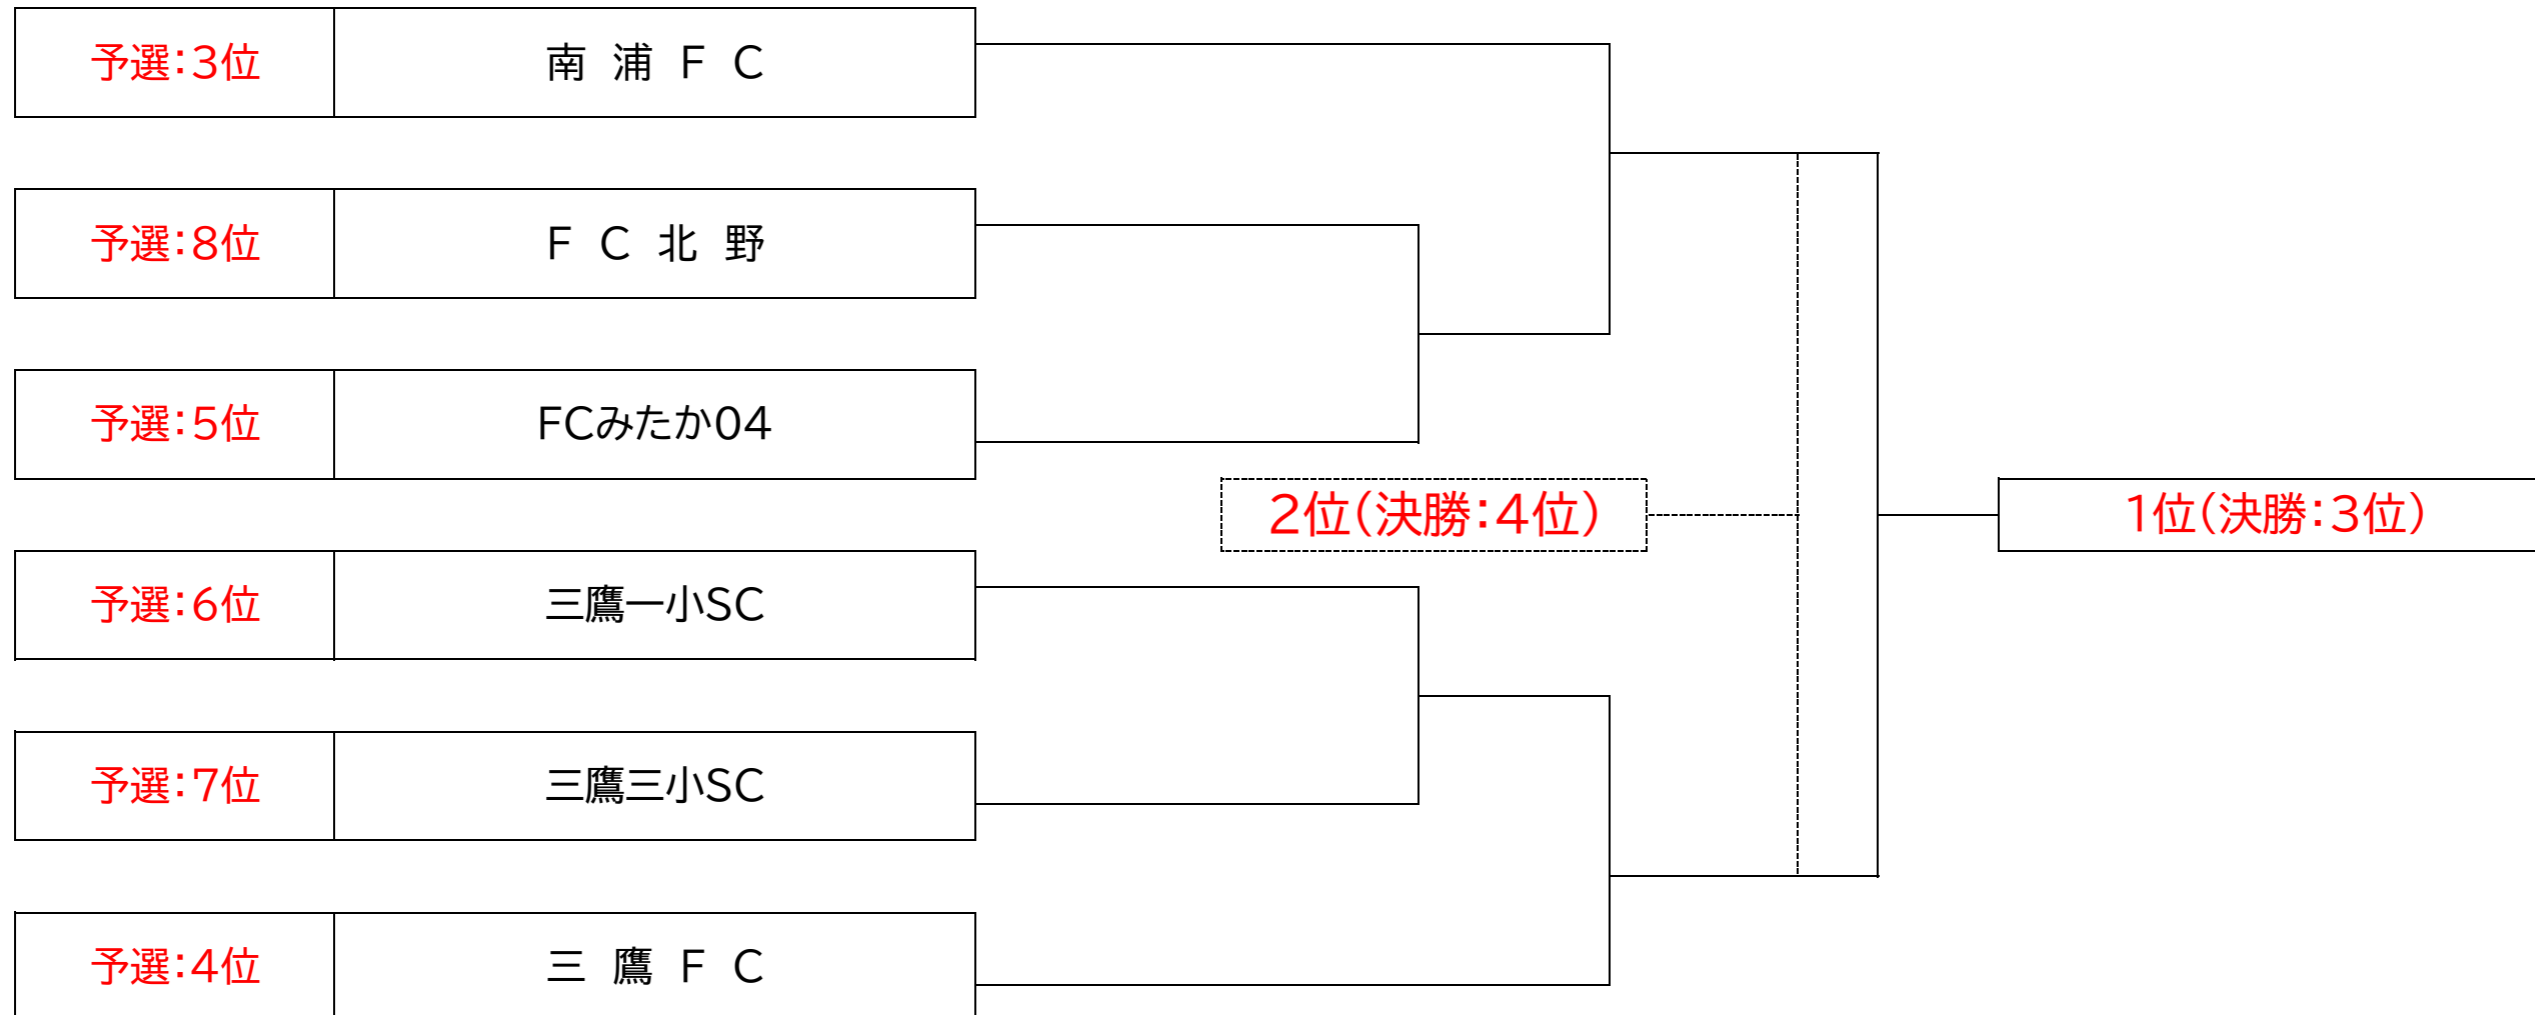 予選：3位 南 浦 Ｆ Ｃ
予選：8位 Ｆ Ｃ 北 野
予選：5位 FCみたか04
2位（決勝：4位） 1位（決勝：3位）
予選：6位 三鷹一小SC
予選：7位 三鷹三小SC
予選：4位 三 鷹 Ｆ Ｃ